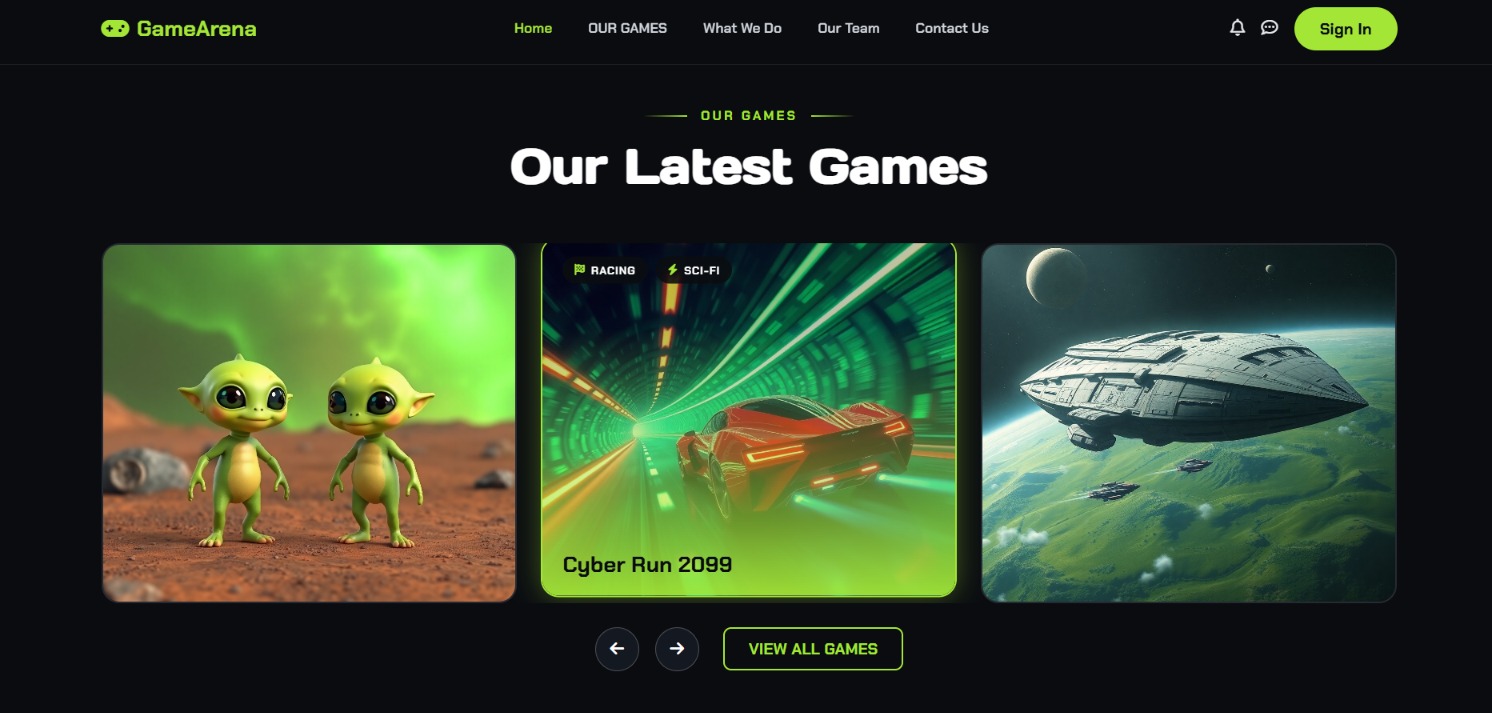 GameArena
Home
OUR GAMES
What We Do
Our Team
Contact Us
Sign In
OUR GAMES
Our Latest Games
RACING
SCI-FI
Cyber Run 2099
VIEW ALL GAMES